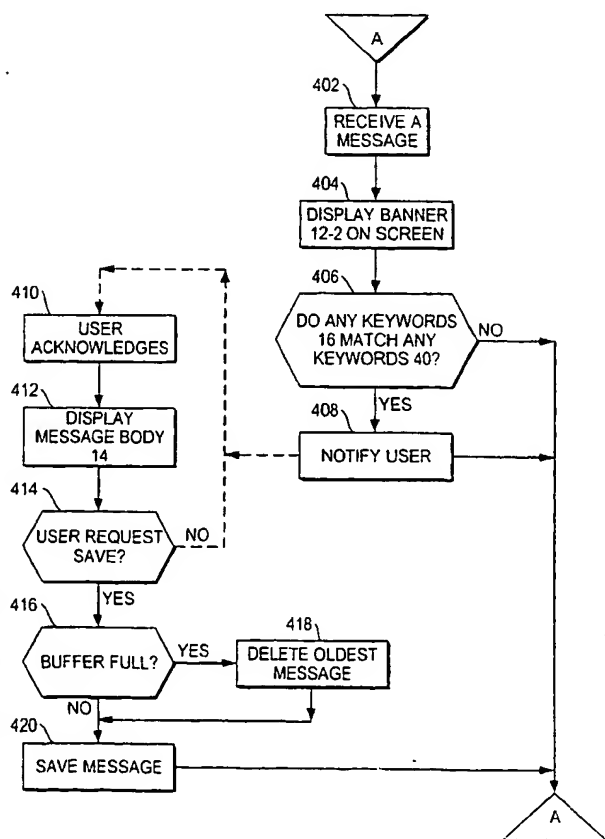 A
402
RECEIVE A
MESSAGE
404
DISPLAY BANNER
12-2 ON SCREEN
406
DO ANY KEYWORDS
16 MATCH ANY
KEYWORDS 40?
NO
YES
408
NOTIFY USER
410
USER
ACKNOWLEDGES
412
DISPLAY
MESSAGE BODY
14
414
USER REQUEST
SAVE?
NO
YES
416
BUFFER FULL?
YES
418
DELETE OLDEST
MESSAGE
NO
420
SAVE MESSAGE
A